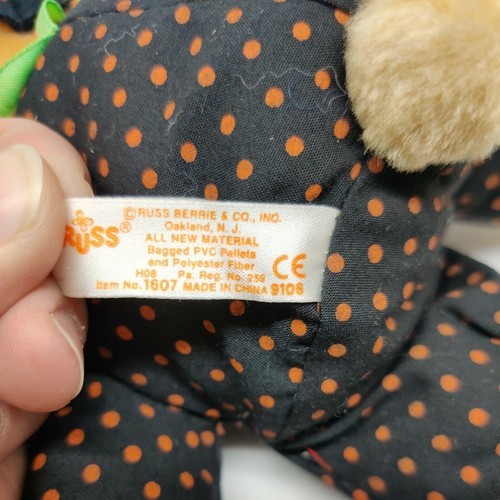 ©RUSS BERRIE & CO., INC.
Oakland, N. J.
RUSS
ALL NEW MATERIAL
Bagged PVC Pellets
and Polyester Fiber
H08 Pa. Reg. No. 256 CE
Item No. 1607 MADE IN CHINA 9106